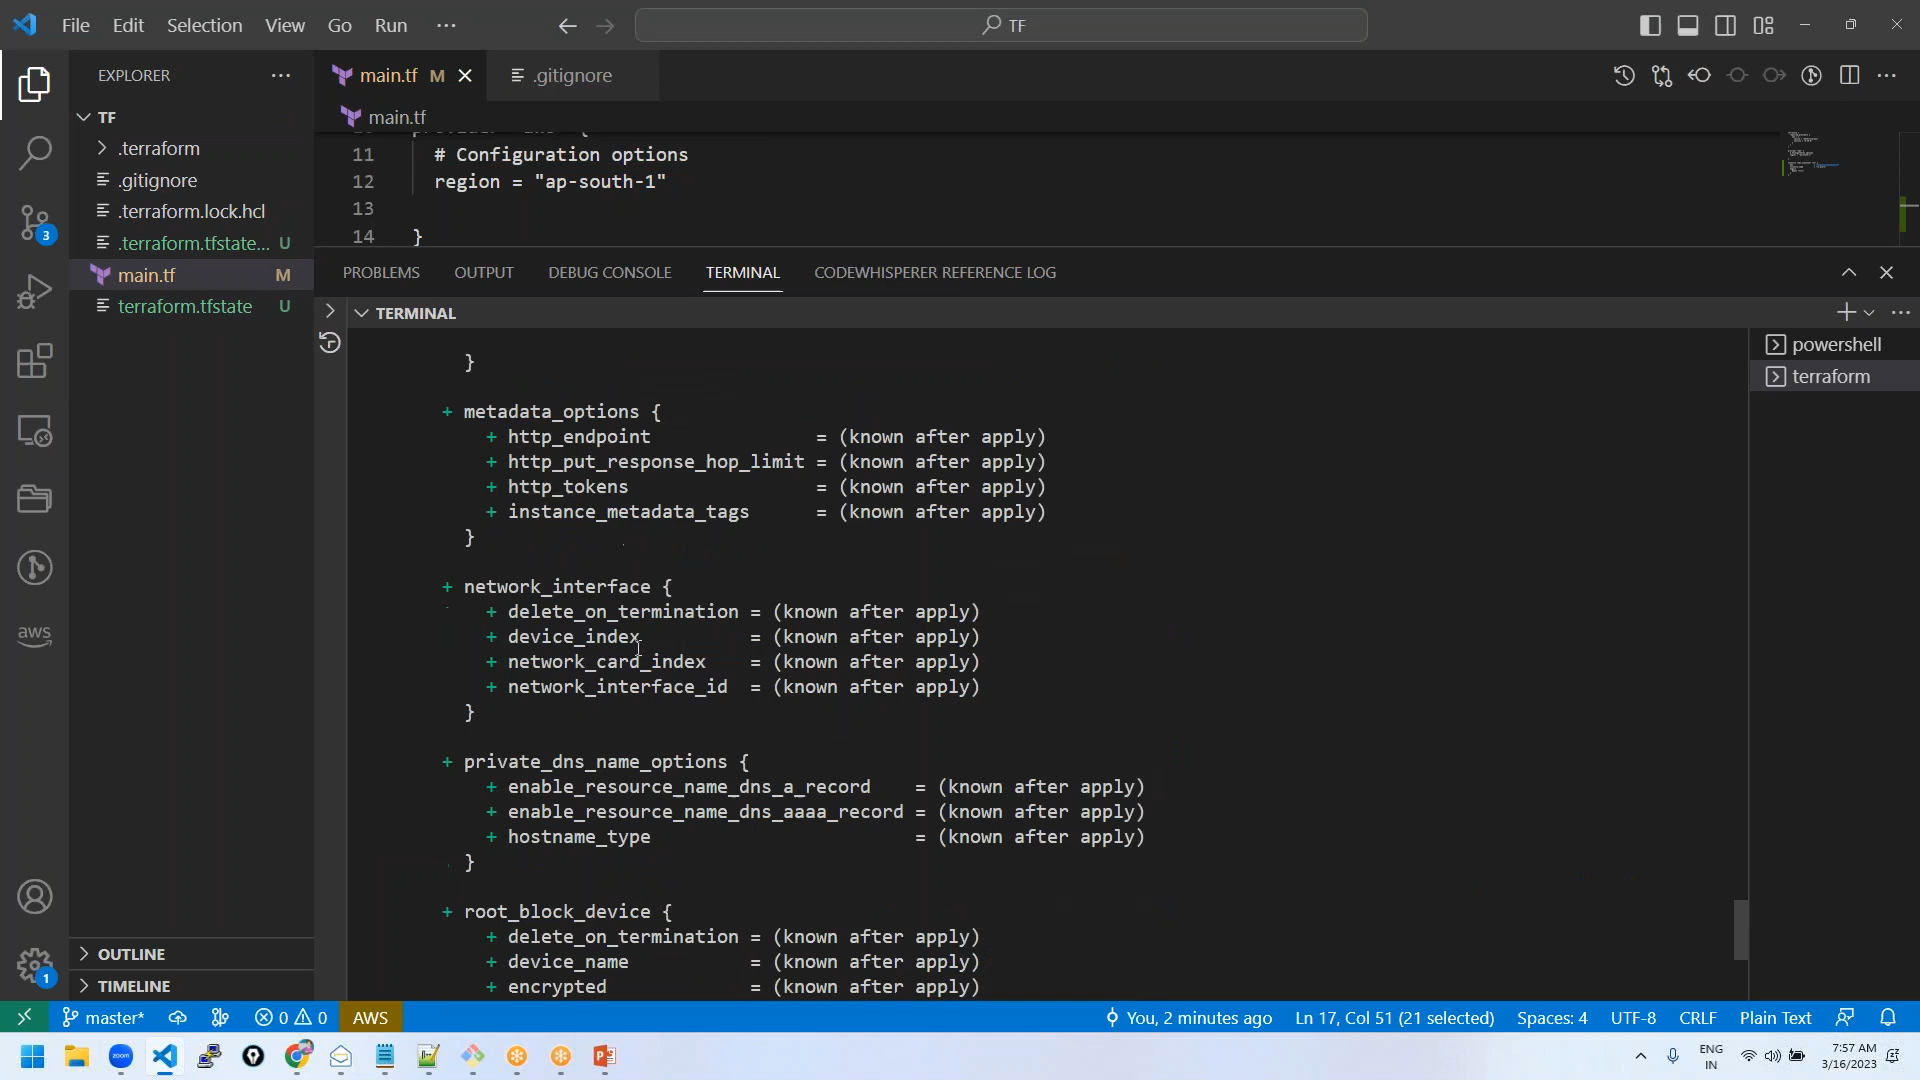 File Edit Selection View Go Run ···
TF
EXPLORER
TF
.terraform
.gitignore
.terraform.lock.hcl
.terraform.tfstate... U
main.tf M
terraform.tfstate U
OUTLINE
TIMELINE
main.tf M
.gitignore
main.tf
11 # Configuration options
12 region = "ap-south-1"
13
14 }
PROBLEMS OUTPUT DEBUG CONSOLE TERMINAL CODEWHISPERER REFERENCE LOG
TERMINAL
}
+ metadata_options {
+ http_endpoint = (known after apply)
+ http_put_response_hop_limit = (known after apply)
+ http_tokens = (known after apply)
+ instance_metadata_tags = (known after apply)
}
+ network_interface {
+ delete_on_termination = (known after apply)
+ device_index = (known after apply)
+ network_card_index = (known after apply)
+ network_interface_id = (known after apply)
}
+ private_dns_name_options {
+ enable_resource_name_dns_a_record = (known after apply)
+ enable_resource_name_dns_aaaa_record = (known after apply)
+ hostname_type = (known after apply)
}
+ root_block_device {
+ delete_on_termination = (known after apply)
+ device_name = (known after apply)
+ encrypted = (known after apply)
powershell
terraform
3
aws
1
master*
0 0
AWS
You, 2 minutes ago
Ln 17, Col 51 (21 selected)
Spaces: 4
UTF-8
CRLF
Plain Text
zoom
ENG
IN
7:57 AM
3/16/2023